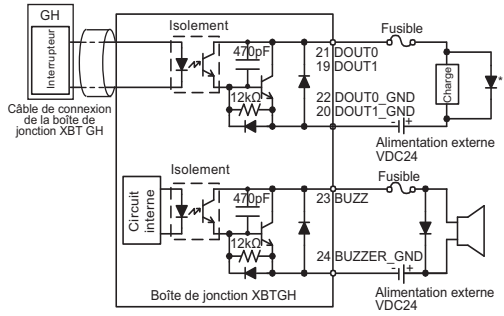 GH
Interrupteur
Câble de connexion
de la boîte de
jonction XBT GH
Isolement
470pF
12kΩ
21 DOUT0
19 DOUT1
22 DOUT0_GND
20 DOUT1_GND
Fusible
Charge
*
- +
Alimentation externe
VDC24
Isolement
Circuit
interne
470pF
12kΩ
23 BUZZ
24 BUZZER_GND
Fusible
- +
Alimentation externe
VDC24
Boîte de jonction XBTGH